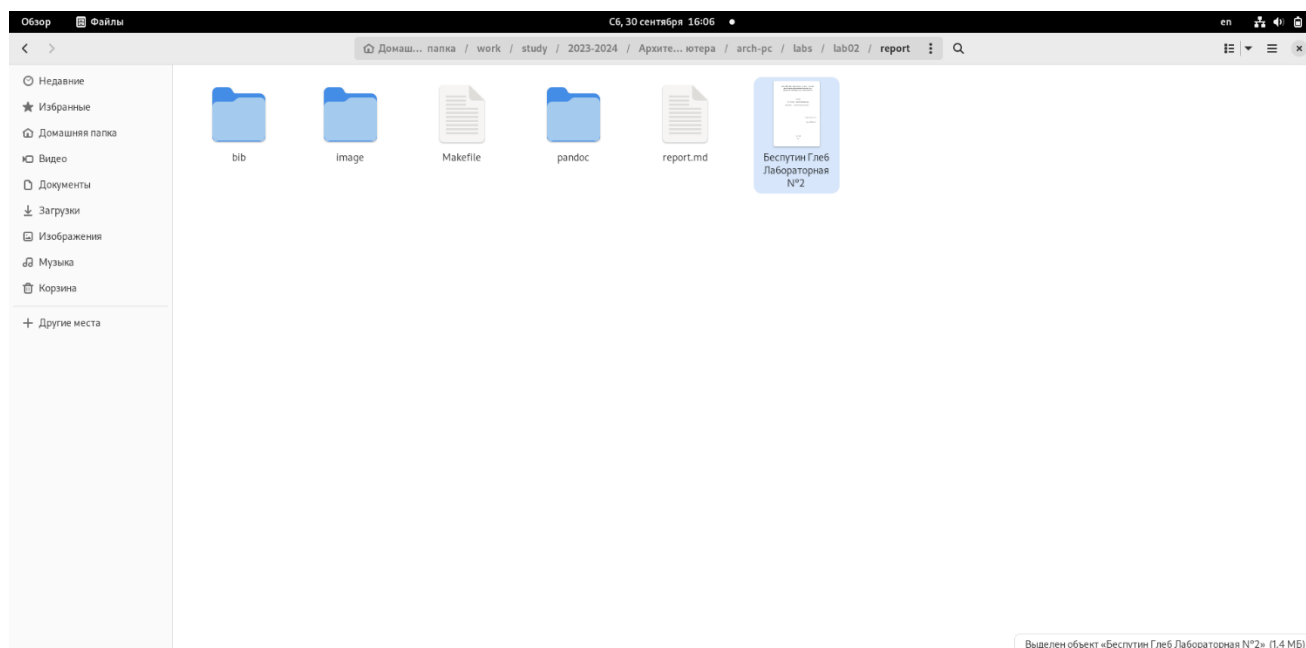 Обзор Файлы Сб, 30 сентября 16:06 en
Домаш... папка / work / study / 2023-2024 / Архите... ютера / arch-pc / labs / lab02 / report
Недавние
Избранные
Домашняя папка
Видео
Документы
Загрузки
Изображения
Музыка
Корзина
Другие места
bib image Makefile pandoc report.md Беспутин Глеб
Лабораторная
№2
Выделен объект «Беспутин Глеб Лабораторная №2» (1,4 МБ)